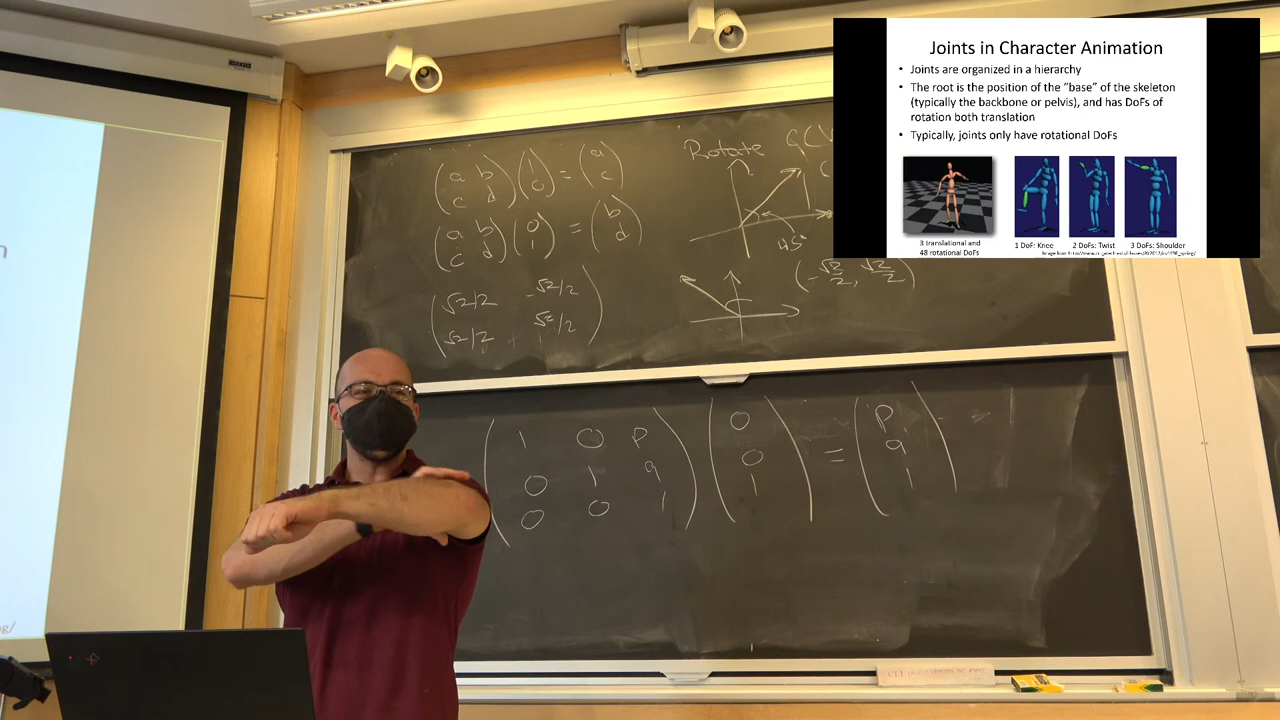 Joints in Character Animation
• Joints are organized in a hierarchy
• The root is the position of the "base" of the skeleton
(typically the backbone or pelvis), and has DoFs of
rotation both translation
• Typically, joints only have rotational DoFs
3 translational and
48 rotational DoFs
1 DoF: Knee
2 DoFs: Twist
3 DoFs: Shoulder
(a b) (1) = (a)
(c d) (0) (c)
(a b) (0) = (b)
(c d) (1) (d)
√2/2 -√2/2
√2/2 + √2/2
Rotate
45°
(-√2/2, √2/2)
1 0 p 0 p
0 1 q 0 = q
0 0 1 1 1